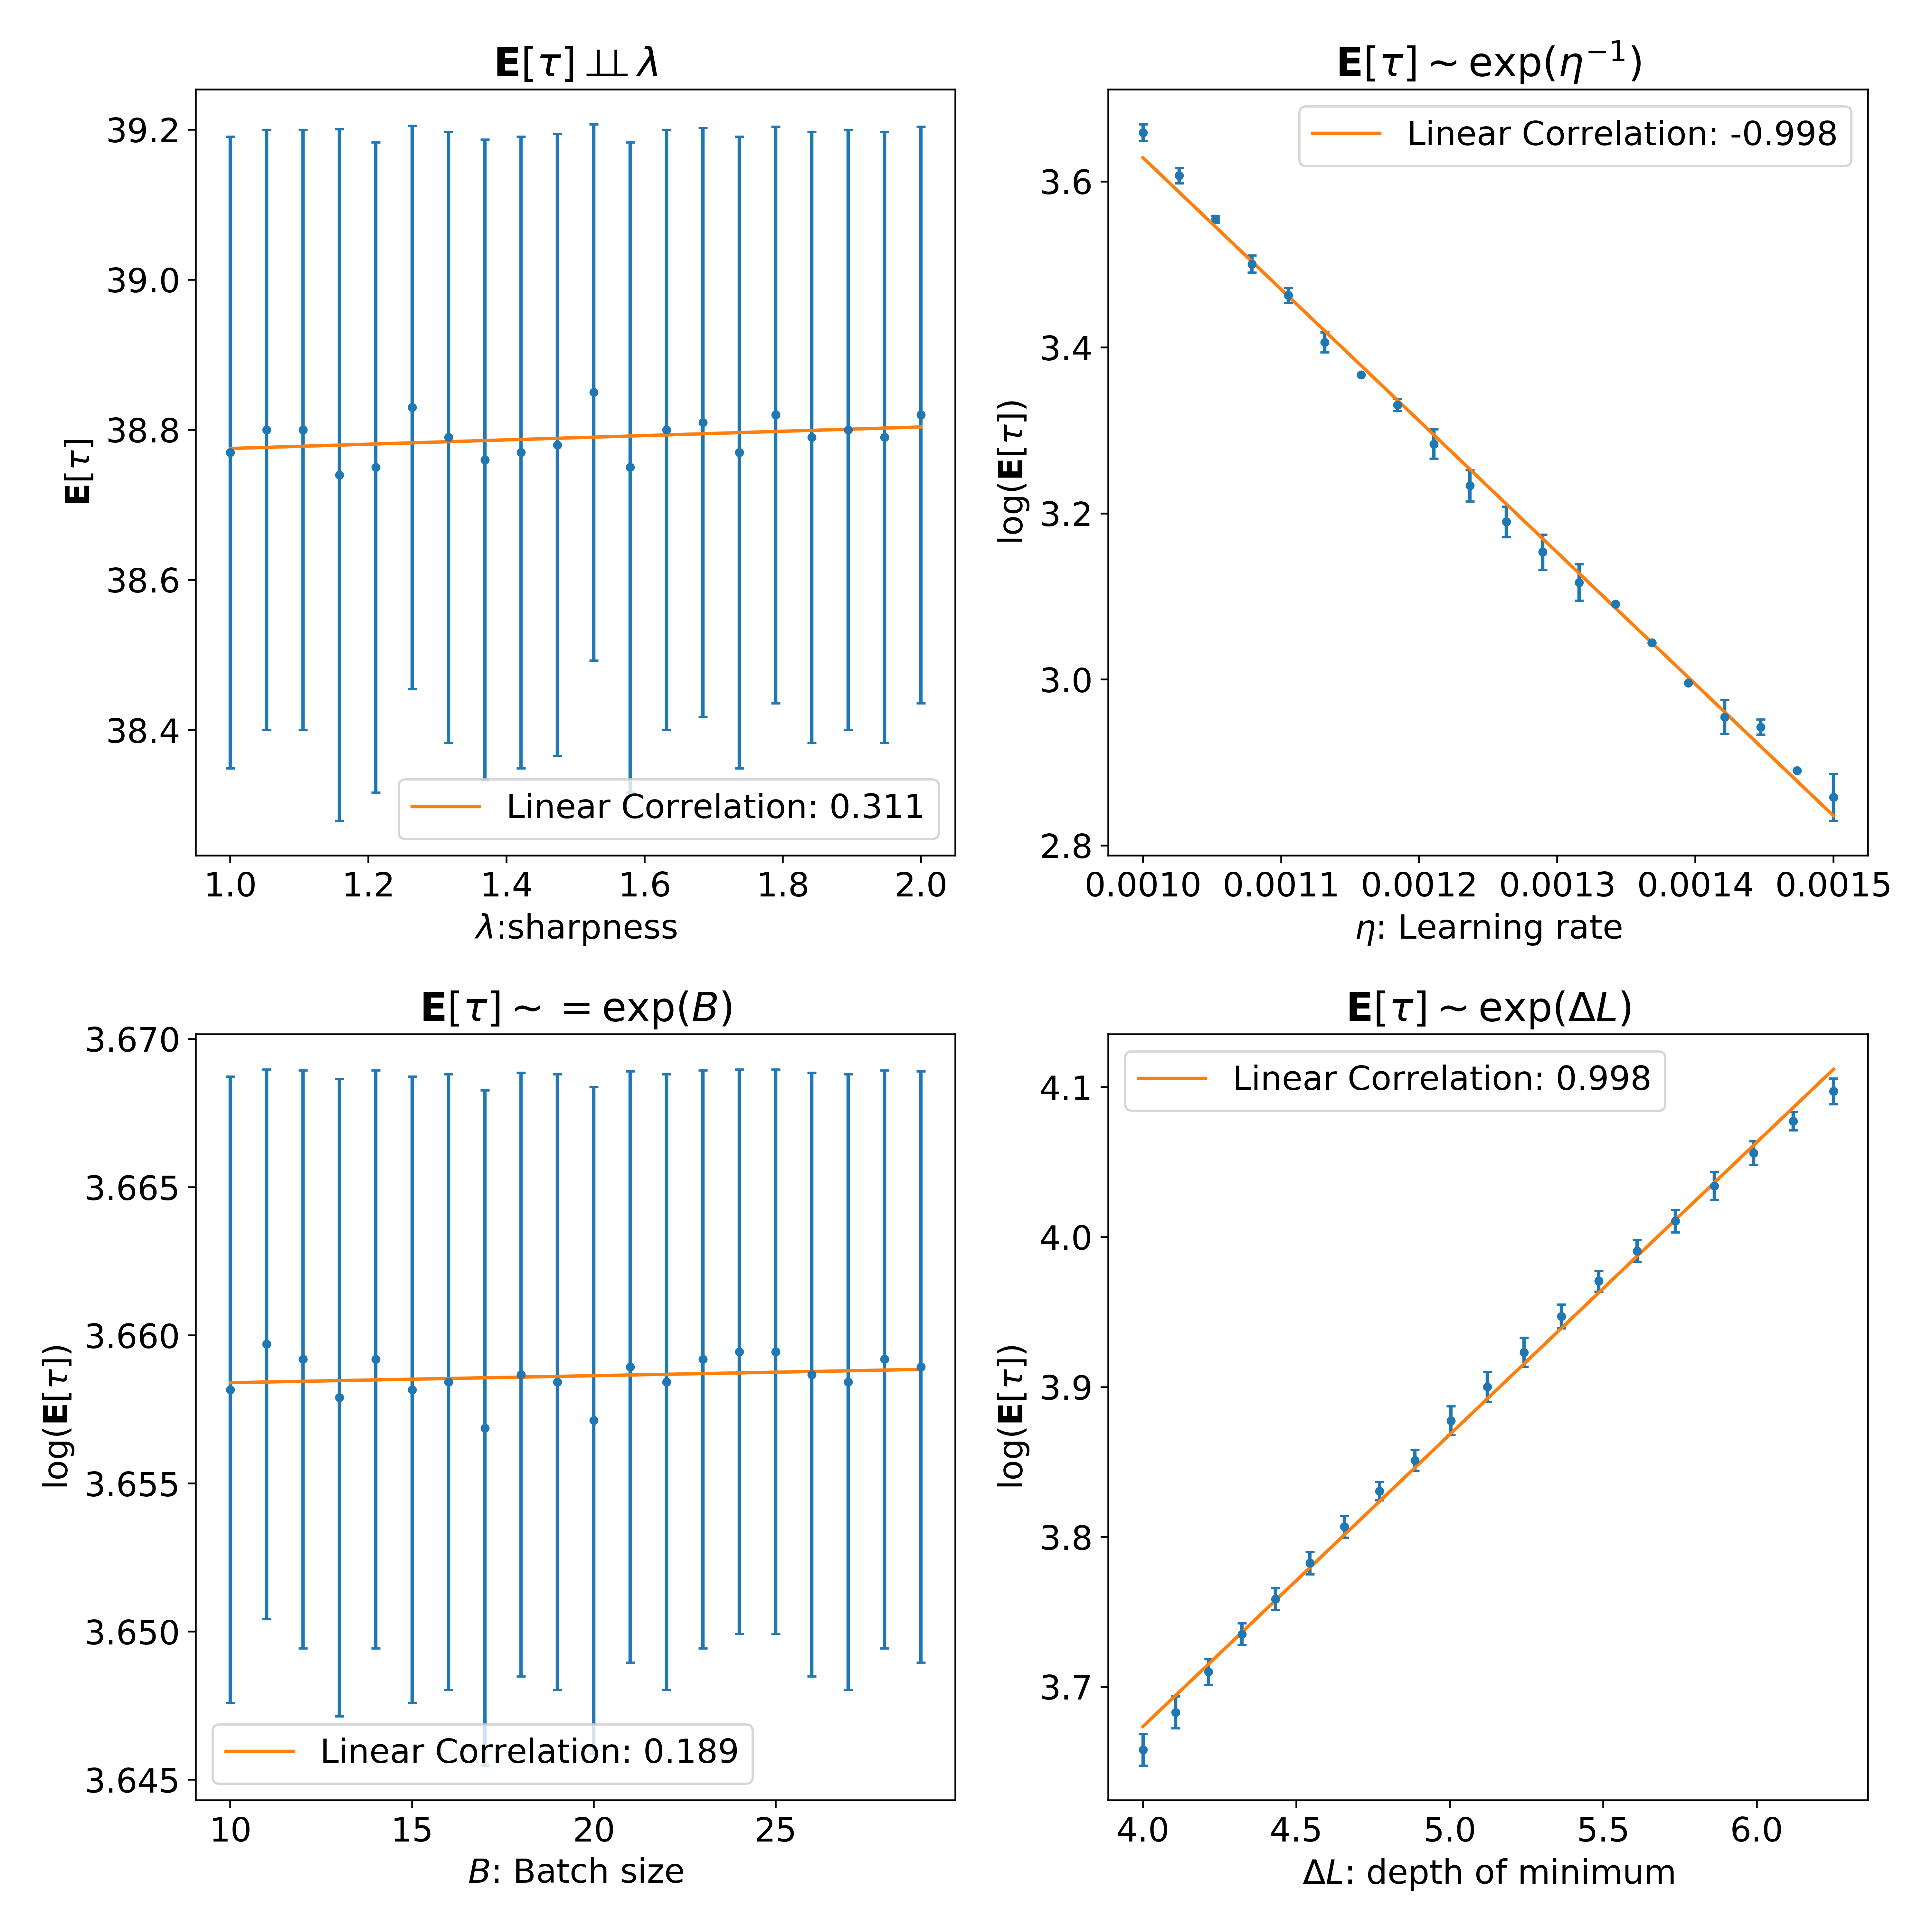 E[τ] ⫫ λ
39.2
39.0
38.8
38.6
38.4
E[τ]
Linear Correlation: 0.311
1.0 1.2 1.4 1.6 1.8 2.0
λ:sharpness
E[τ] ∼ exp(η⁻¹)
Linear Correlation: -0.998
3.6
3.4
3.2
3.0
2.8
log(E[τ])
0.0010 0.0011 0.0012 0.0013 0.0014 0.0015
η: Learning rate
E[τ] ∼ = exp(B)
3.670
3.665
3.660
3.655
3.650
3.645
log(E[τ])
Linear Correlation: 0.189
10 15 20 25
B: Batch size
E[τ] ∼ exp(ΔL)
Linear Correlation: 0.998
4.1
4.0
3.9
3.8
3.7
log(E[τ])
4.0 4.5 5.0 5.5 6.0
ΔL: depth of minimum